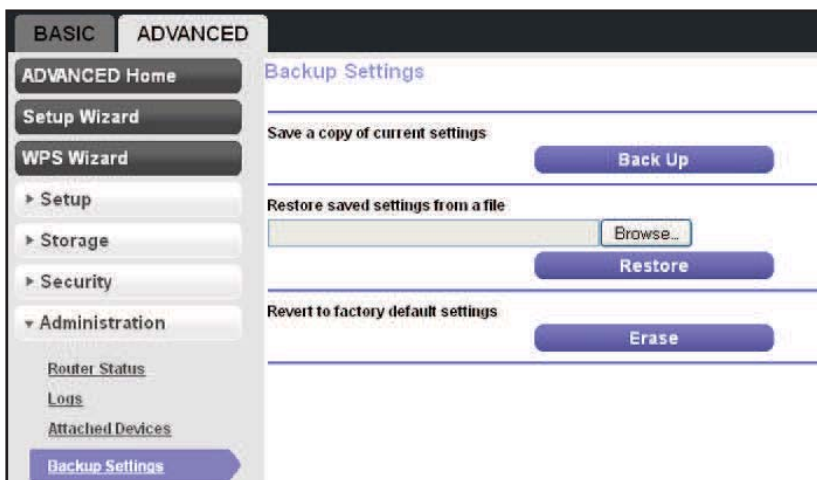 BASIC
ADVANCED
ADVANCED Home
Setup Wizard
WPS Wizard
Setup
Storage
Security
Administration
Router Status
Logs
Attached Devices
Backup Settings
Backup Settings
Save a copy of current settings
Back Up
Restore saved settings from a file
Browse...
Restore
Revert to factory default settings
Erase